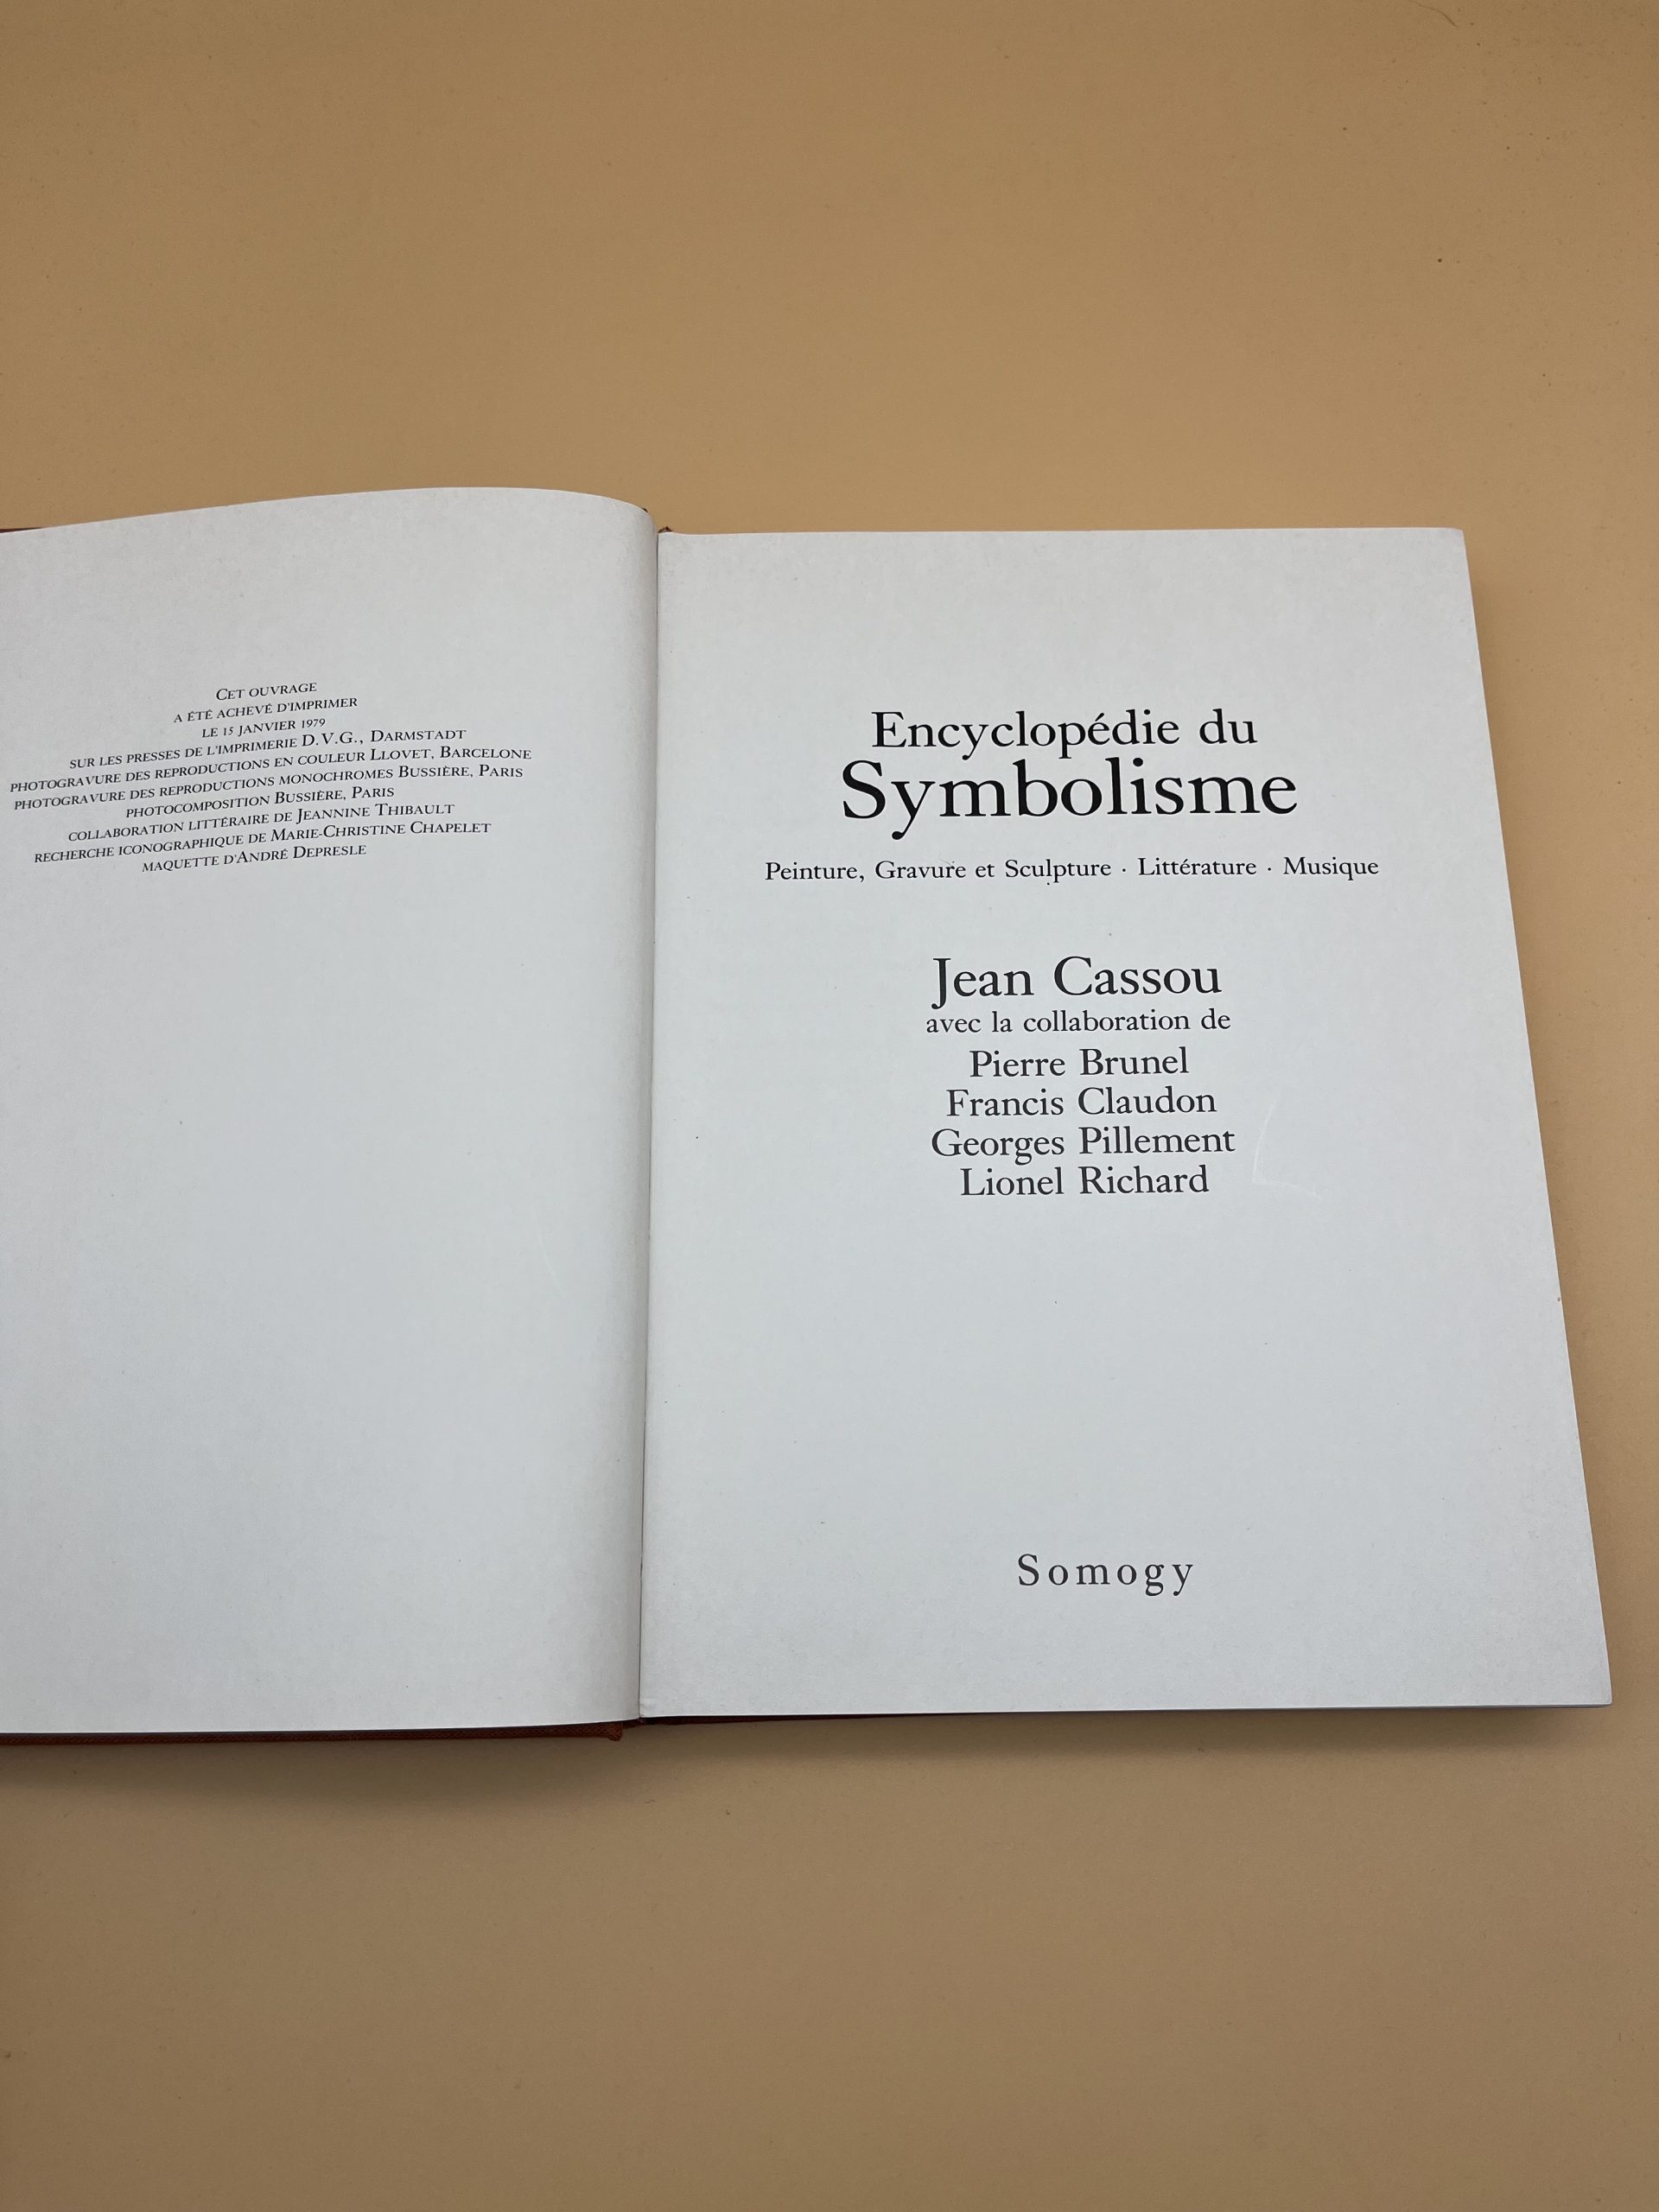 CET OUVRAGE
A ÉTÉ ACHEVÉ D'IMPRIMER
LE 15 JANVIER 1979
SUR LES PRESSES DE L'IMPRIMERIE D.V.G., DARMSTADT
PHOTOGRAVURE DES REPRODUCTIONS EN COULEUR LLOVET, BARCELONE
PHOTOGRAVURE DES REPRODUCTIONS MONOCHROMES BUSSIÈRE, PARIS
PHOTOCOMPOSITION BUSSIÈRE, PARIS
COLLABORATION LITTÉRAIRE DE JEANNINE THIBAULT
RECHERCHE ICONOGRAPHIQUE DE MARIE-CHRISTINE CHAPELET
MAQUETTE D'ANDRÉ DEPRESLE
Encyclopédie du
Symbolisme
Peinture, Gravure et Sculpture · Littérature · Musique
Jean Cassou
avec la collaboration de
Pierre Brunel
Francis Claudon
Georges Pillement
Lionel Richard
Somogy